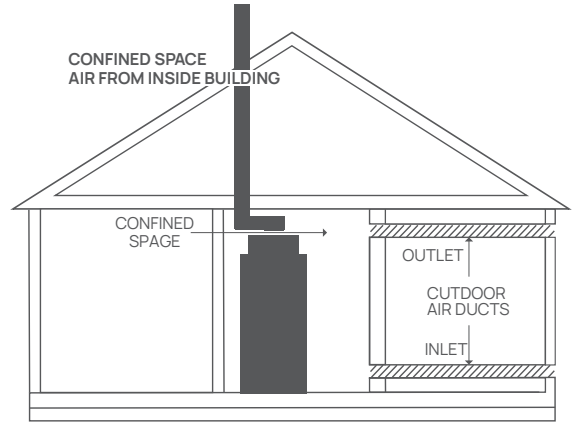 CONFINED SPACE
AIR FROM INSIDE BUILDING
CONFINED
SPAGE
OUTLET
CUTDOOR
AIR DUCTS
INLET